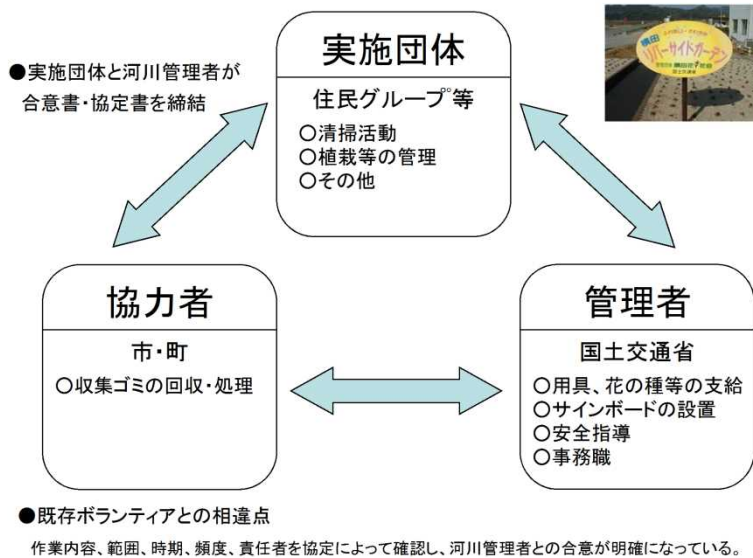 ●実施団体と河川管理者が
合意書・協定書を締結
実施団体
住民グループ等
○清掃活動
○植栽等の管理
○その他
リバーサイドガーデン
国土交通省
協力者
市・町
○収集ゴミの回収・処理
管理者
国土交通省
○用具、花の種等の支給
○サインボードの設置
○安全指導
○事務職
●既存ボランティアとの相違点
作業内容、範囲、時期、頻度、責任者を協定によって確認し、河川管理者との合意が明確になっている。